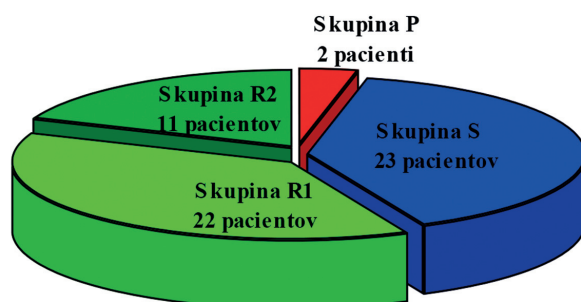 Skupina P
2 pacienti
Skupina R2
11 pacientov
Skupina S
23 pacientov
Skupina R1
22 pacientov